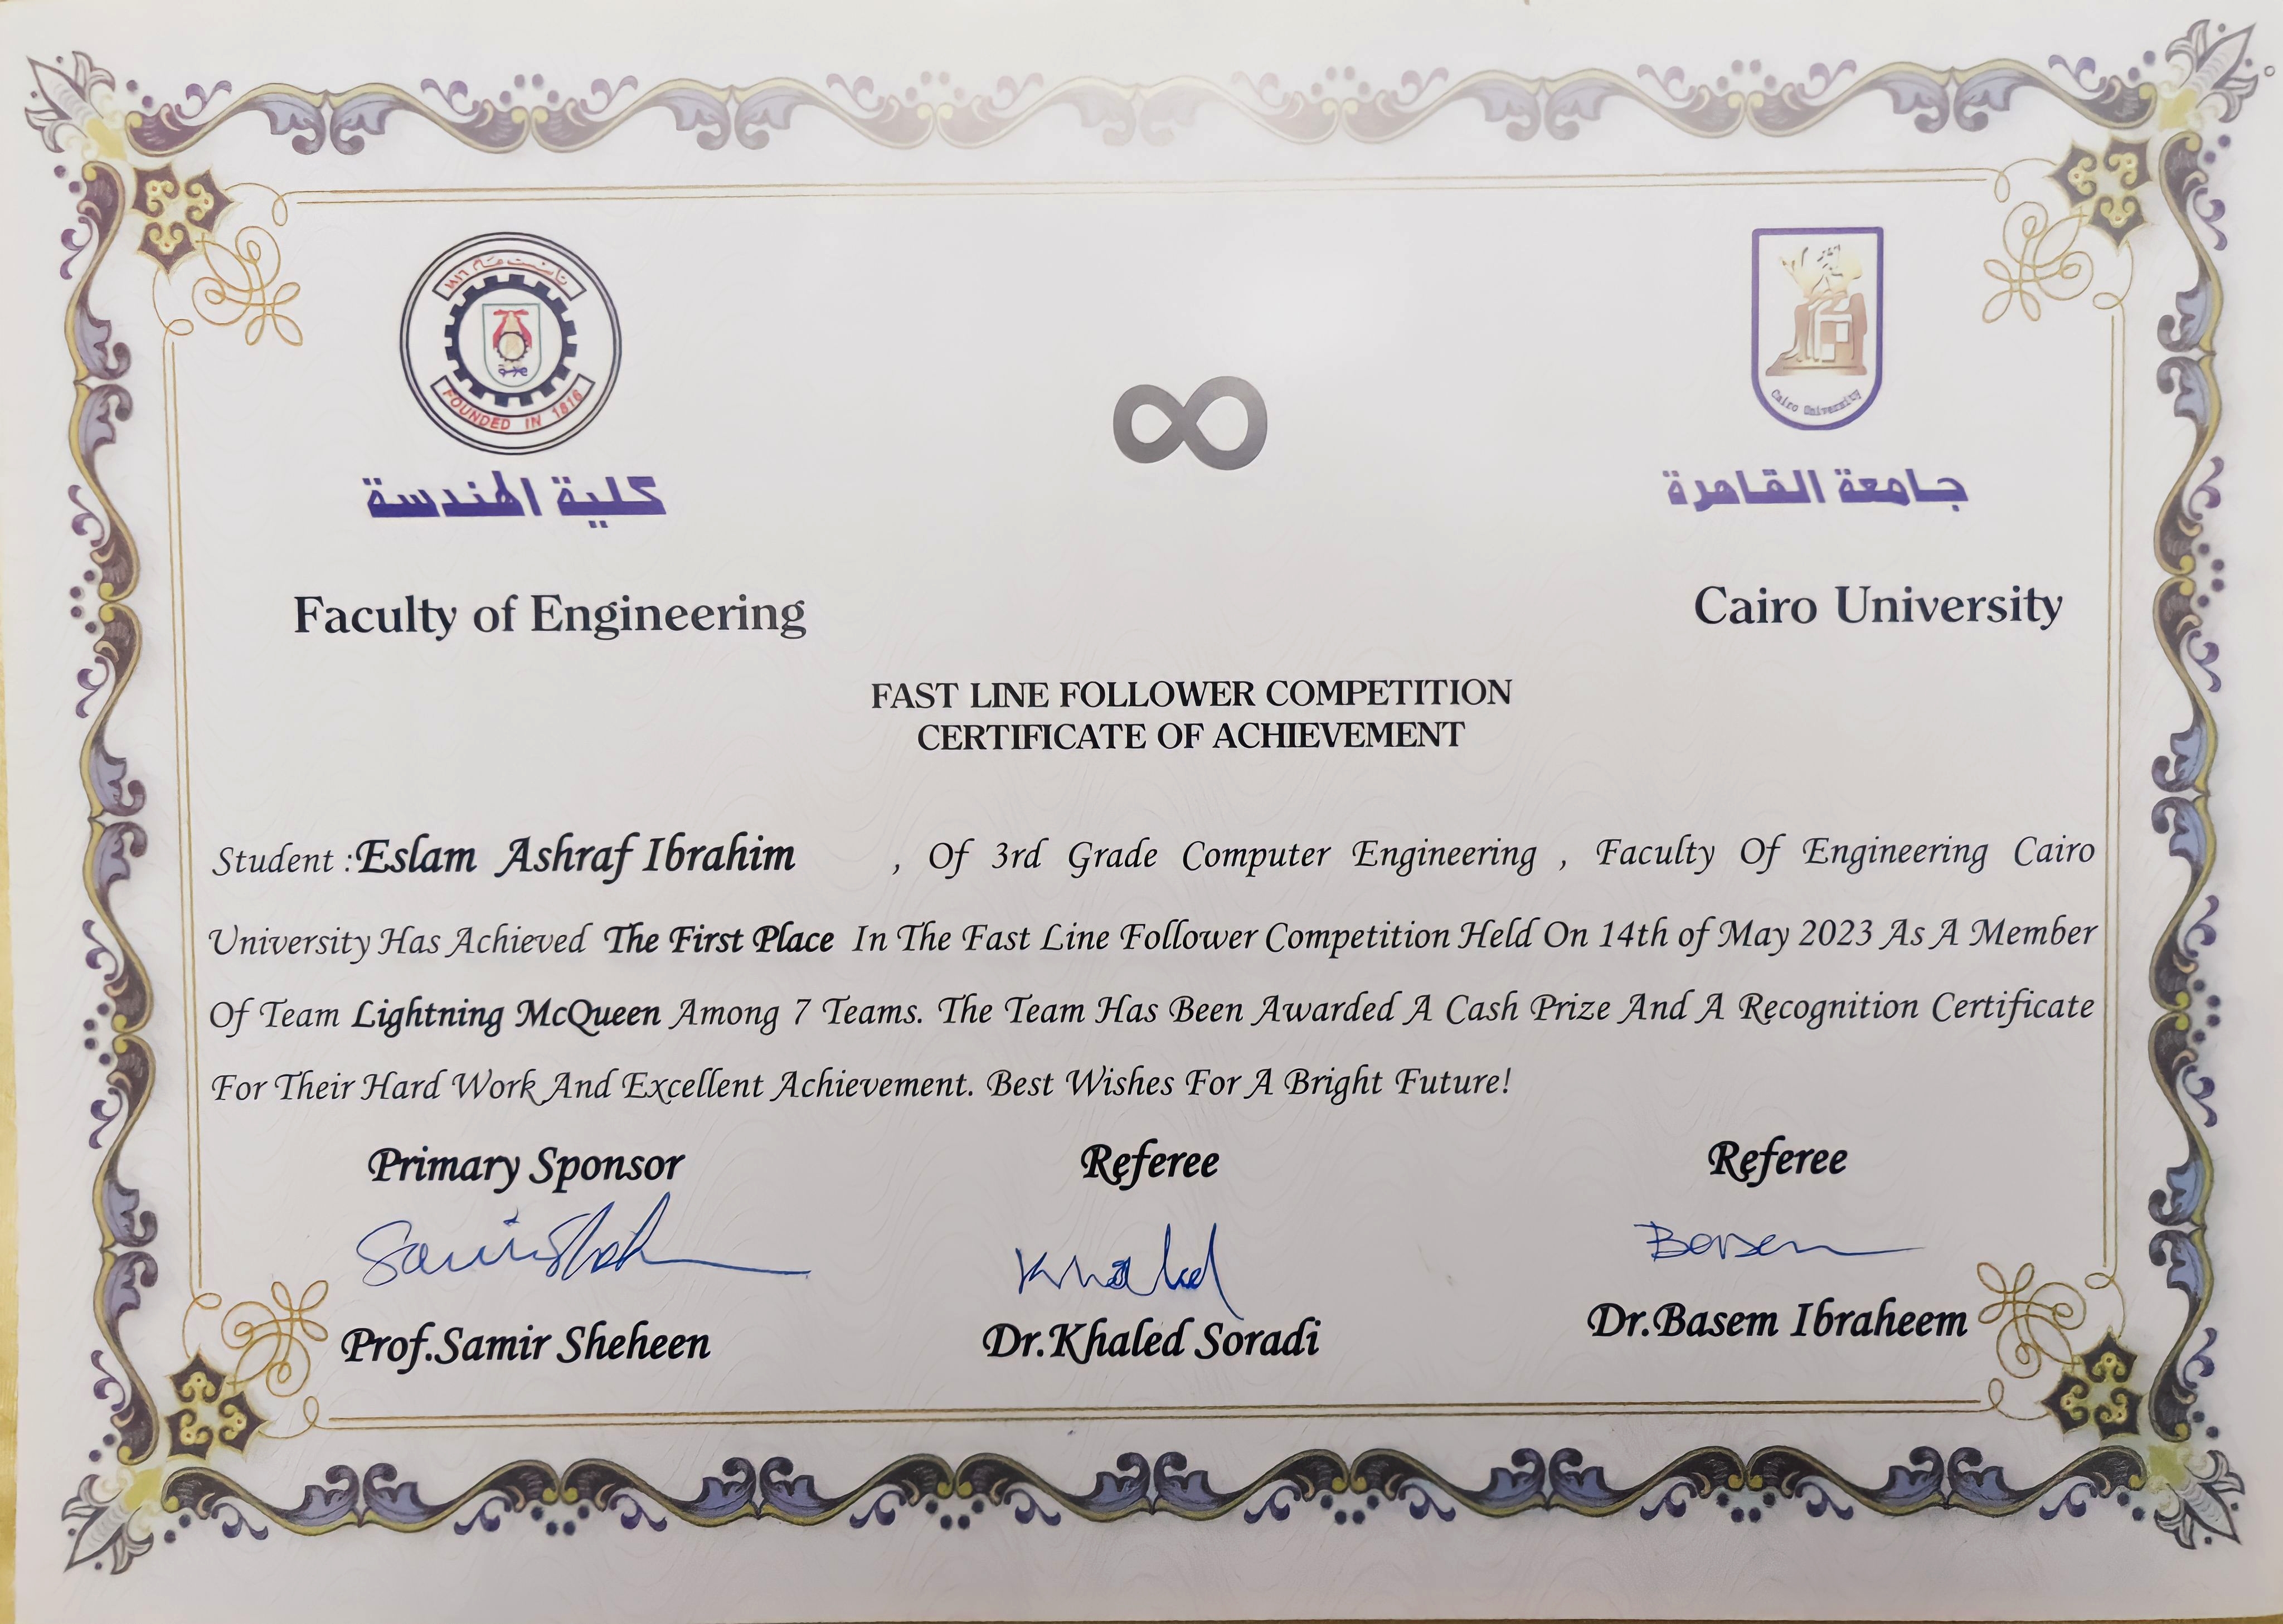 تأسست عام ١٨١٦
هندسة
FOUNDED IN 1816
كلية الهندسة
Faculty of Engineering
Cairo University
جامعة القاهرة
Cairo University
FAST LINE FOLLOWER COMPETITION
CERTIFICATE OF ACHIEVEMENT
Student :Eslam Ashraf Ibrahim , Of 3rd Grade Computer Engineering , Faculty Of Engineering Cairo
University Has Achieved The First Place In The Fast Line Follower Competition Held On 14th of May 2023 As A Member
Of Team Lightning McQueen Among 7 Teams. The Team Has Been Awarded A Cash Prize And A Recognition Certificate
For Their Hard Work And Excellent Achievement. Best Wishes For A Bright Future!
Primary Sponsor
Referee
Referee
Khaled
Prof.Samir Sheheen
Dr.Khaled Soradi
Dr.Basem Ibraheem